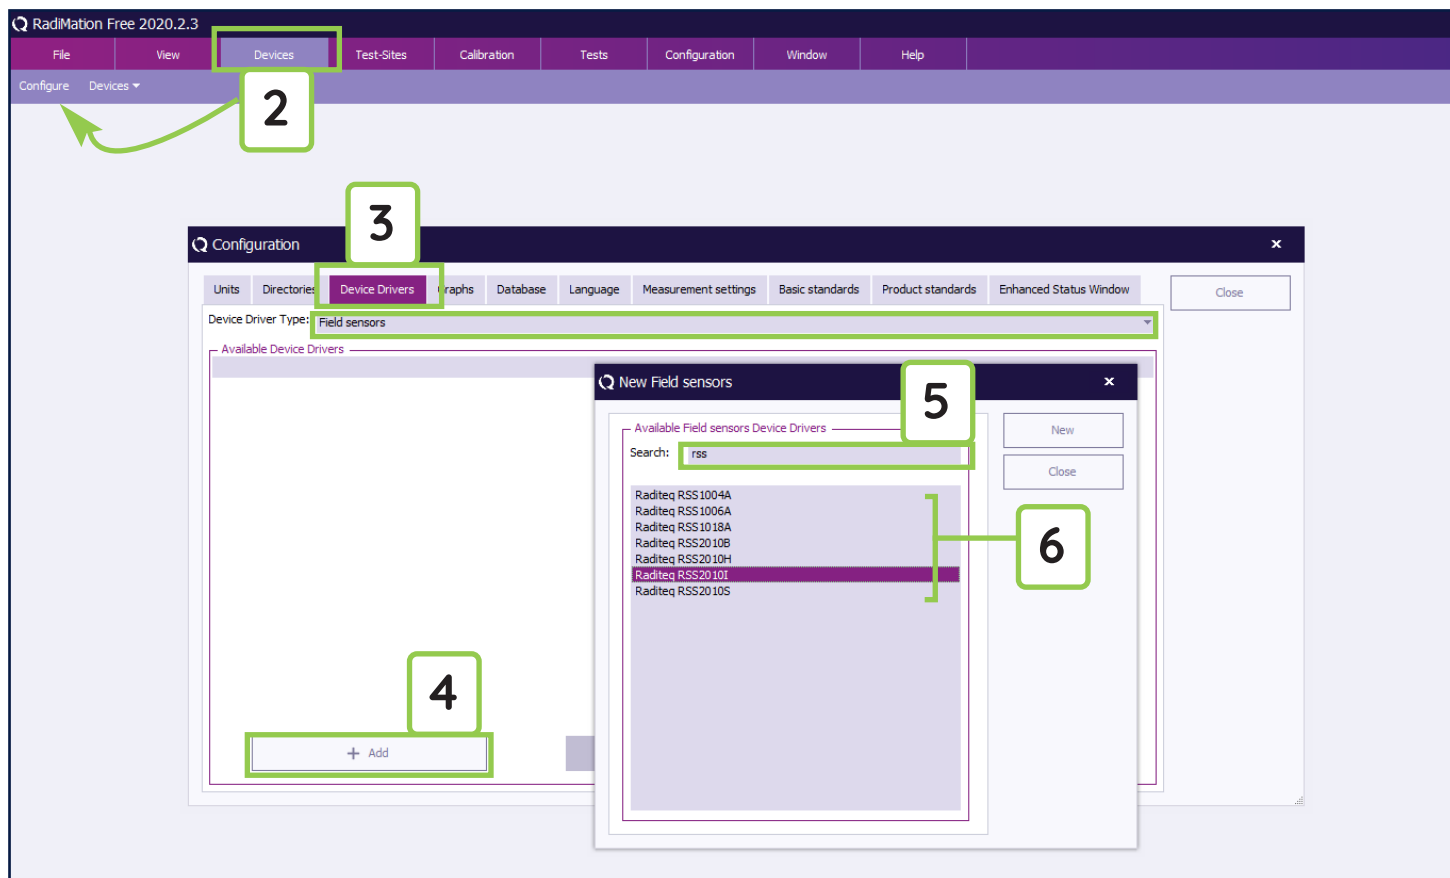 RadiMation Free 2020.2.3
File View Devices Test-Sites Calibration Tests Configuration Window Help
Configure Devices
2
3
Configuration
Units Directories Device Drivers Graphs Database Language Measurement settings Basic standards Product standards Enhanced Status Window Close
Device Driver Type: Field sensors
Available Device Drivers
New Field sensors
5
Available Field sensors Device Drivers
New
Search: rss
Close
Raditeq RSS1004A
Raditeq RSS1006A
Raditeq RSS1018A
Raditeq RSS2010B
Raditeq RSS2010H
Raditeq RSS2010I
Raditeq RSS2010S
6
4
+ Add